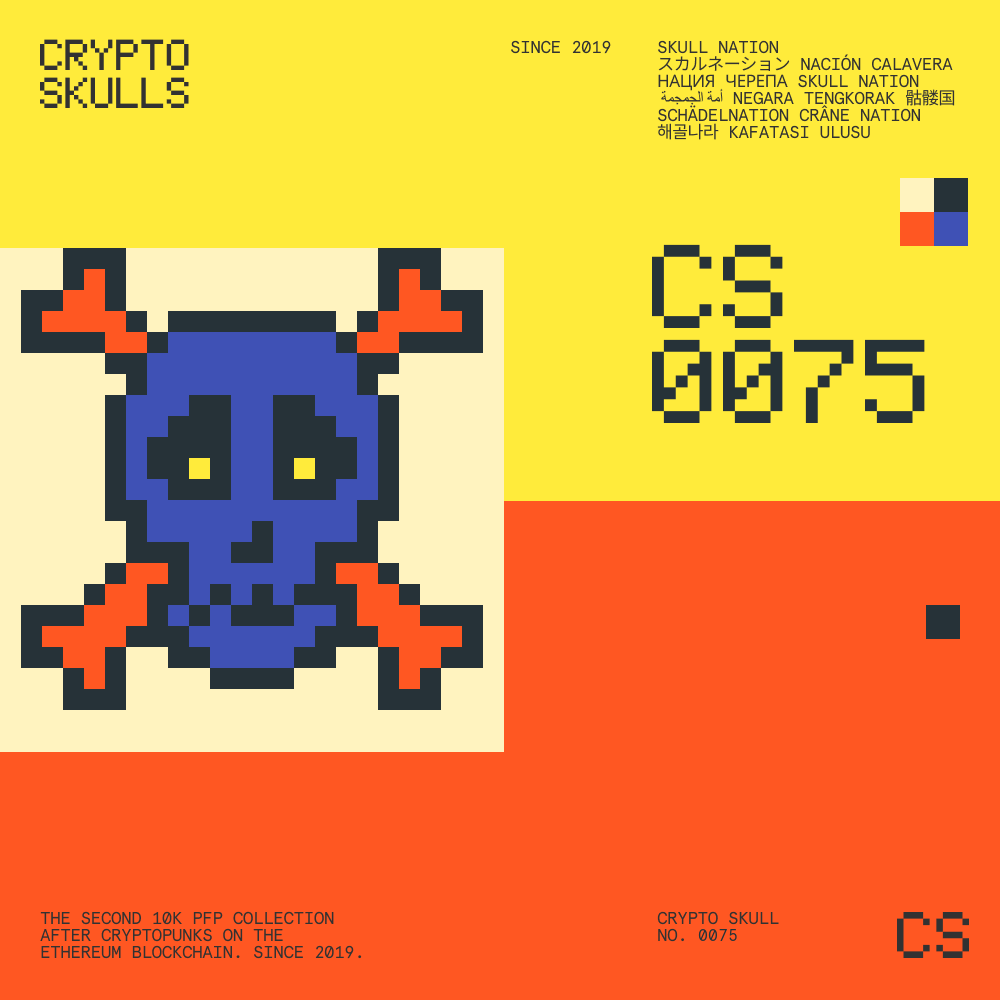 CRYPTO
SKULLS
SINCE 2019
SKULL NATION
スカルネーション NACIÓN CALAVERA
НАЦИЯ ЧЕРЕПА SKULL NATION
أمة الجمجمة NEGARA TENGKORAK 骷髅国
SCHÄDELNATION CRÂNE NATION
해골나라 KAFATASI ULUSU
CS
0075
THE SECOND 10K PFP COLLECTION
AFTER CRYPTOPUNKS ON THE
ETHEREUM BLOCKCHAIN. SINCE 2019.
CRYPTO SKULL
NO. 0075
CS